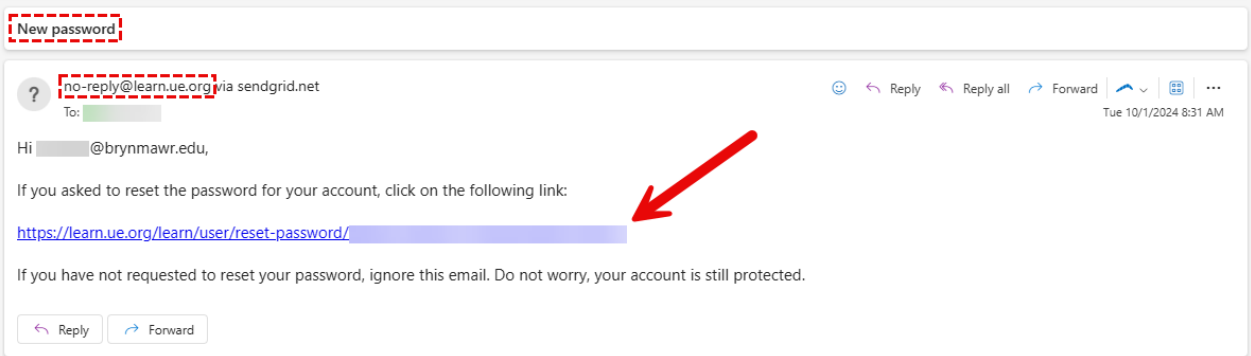 New password
?
no-reply@learn.ue.org via sendgrid.net
Reply Reply all Forward
To:
Tue 10/1/2024 8:31 AM
Hi @brynmawr.edu,
If you asked to reset the password for your account, click on the following link:
https://learn.ue.org/learn/user/reset-password/
If you have not requested to reset your password, ignore this email. Do not worry, your account is still protected.
Reply Forward